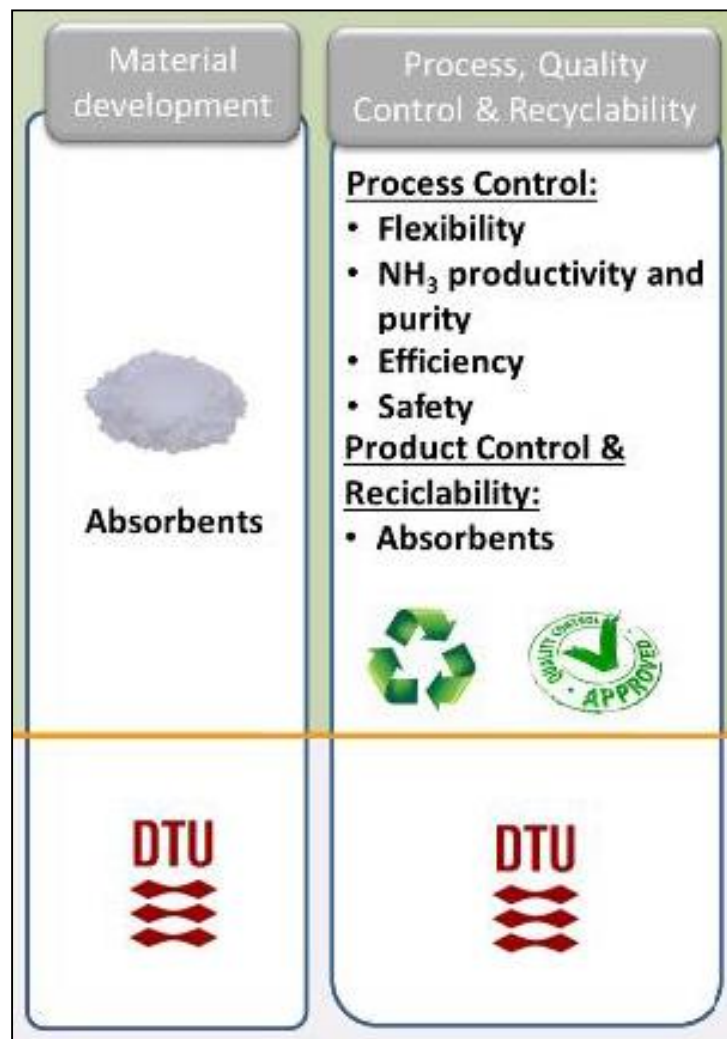 Material
development
Absorbents
DTU
Process, Quality
Control & Recyclability
Process Control:
• Flexibility
• NH₃ productivity and
purity
• Efficiency
• Safety
Product Control &
Reciclability:
• Absorbents
QUALITY CONTROL
• APPROVED •
DTU